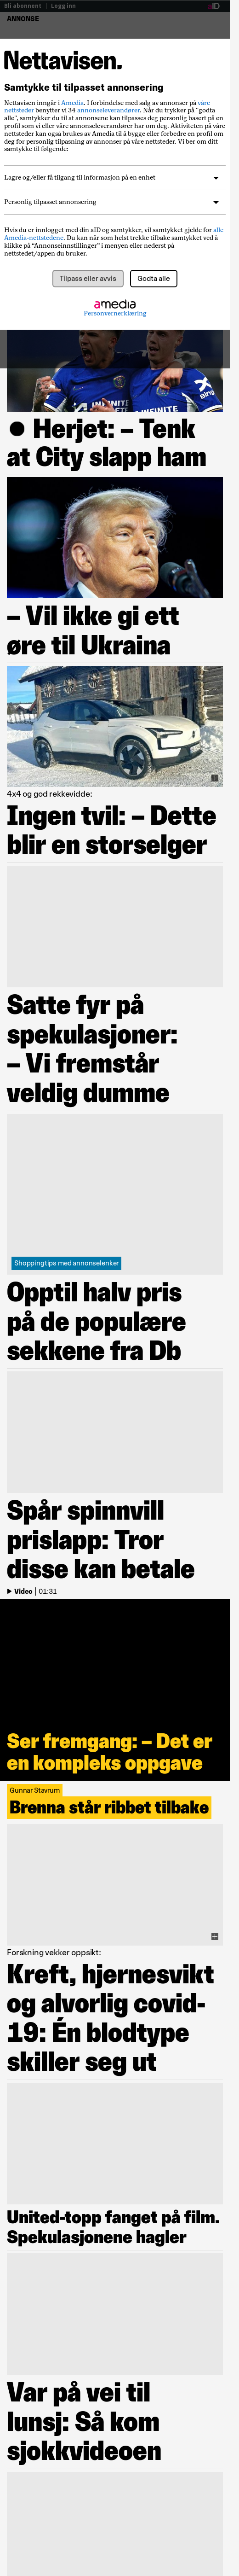 Bli abonnent | Logg inn
aID
ANNONSE
Nettavisen.
Samtykke til tilpasset annonsering
Nettavisen inngår i Amedia. I forbindelse med salg av annonser på våre
nettsteder benytter vi 34 annonseleverandører. Når du trykker på "godta
alle", samtykker du til at annonsene kan tilpasses deg personlig basert på en
profil som vi eller våre annonseleverandører har om deg. Aktivitetene på våre
nettsteder kan også bruken av Amedia til å bygge eller forbedre en profil om
deg for personlig tilpasning av annonser på våre nettsteder. Vi ber om ditt
samtykke til følgende:
Lagre og/eller få tilgang til informasjon på en enhet
Personlig tilpasset annonsering
Hvis du er innlogget med din aID og samtykker, vil samtykket gjelde for alle
Amedia-nettstedene. Du kan når som helst trekke tilbake samtykket ved å
klikke på “Annonseinnstillinger” i menyen eller nederst på
nettstedet/appen du bruker.
Tilpass eller avvis Godta alle
amedia
Personvernerklæring
INFINITE INFINITE
BING
Herjet: – Tenk
at City slapp ham
– Vil ikke gi ett
øre til Ukraina
4x4 og god rekkevidde:
Ingen tvil: – Dette
blir en storselger
Satte fyr på
spekulasjoner:
– Vi fremstår
veldig dumme
Shoppingtips med annonselenker
Opptil halv pris
på de populære
sekkene fra Db
Spår spinnvill
prislapp: Tror
disse kan betale
Video | 01:31
Ser fremgang: – Det er
en kompleks oppgave
Gunnar Stavrum
Brenna står ribbet tilbake
Forskning vekker oppsikt:
Kreft, hjernesvikt
og alvorlig covid-
19: Én blodtype
skiller seg ut
United-topp fanget på film.
Spekulasjonene hagler
Var på vei til
lunsj: Så kom
sjokkvideoen